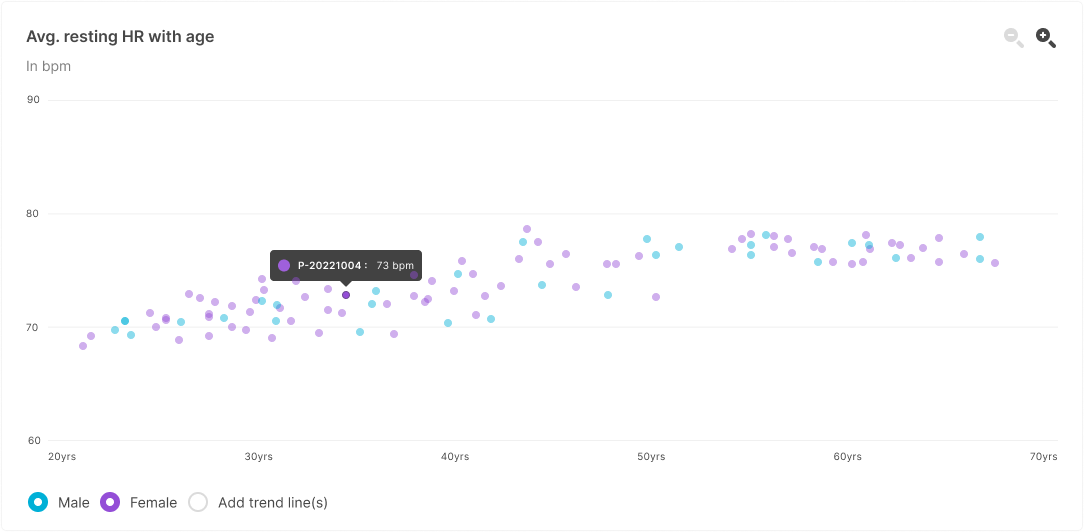 Avg. resting HR with age
In bpm
90
80
P-20221004 : 73 bpm
70
60
20yrs 30yrs 40yrs 50yrs 60yrs 70yrs
Male Female Add trend line(s)